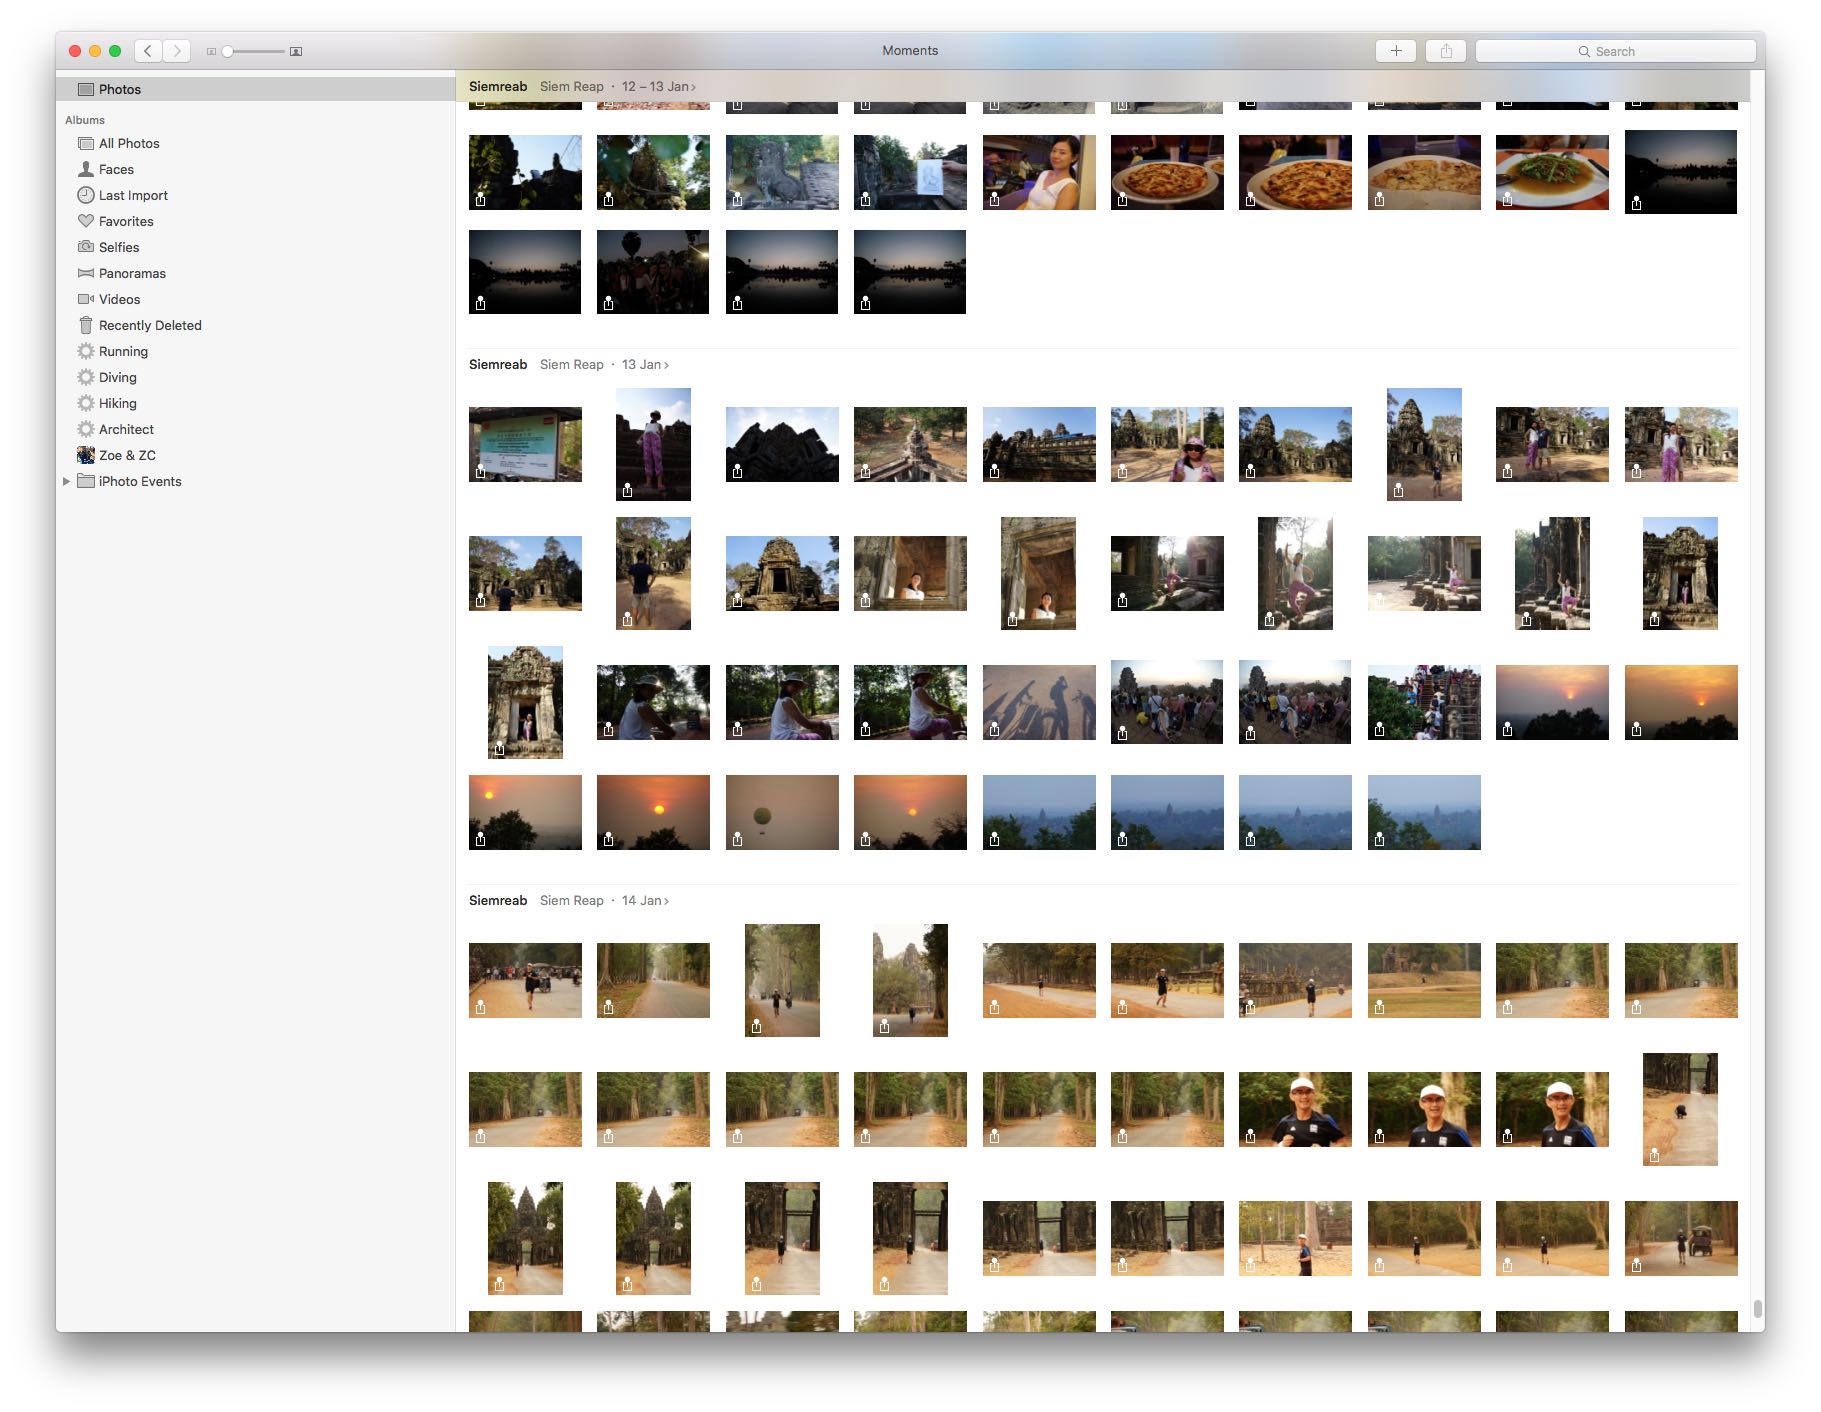 Moments
Search
Photos
Albums
All Photos
Faces
Last Import
Favorites
Selfies
Panoramas
Videos
Recently Deleted
Running
Diving
Hiking
Architect
Zoe & ZC
iPhoto Events
Siemreab Siem Reap · 12 – 13 Jan ›
Siemreab Siem Reap · 13 Jan ›
Siemreab Siem Reap · 14 Jan ›